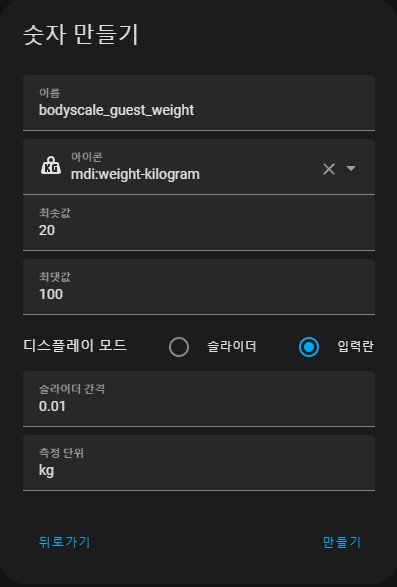 숫자 만들기
이름
bodyscale_guest_weight
KG
아이콘
mdi:weight-kilogram
최솟값
20
최댓값
100
디스플레이 모드 슬라이더 입력란
슬라이더 간격
0.01
측정 단위
kg
뒤로가기 만들기